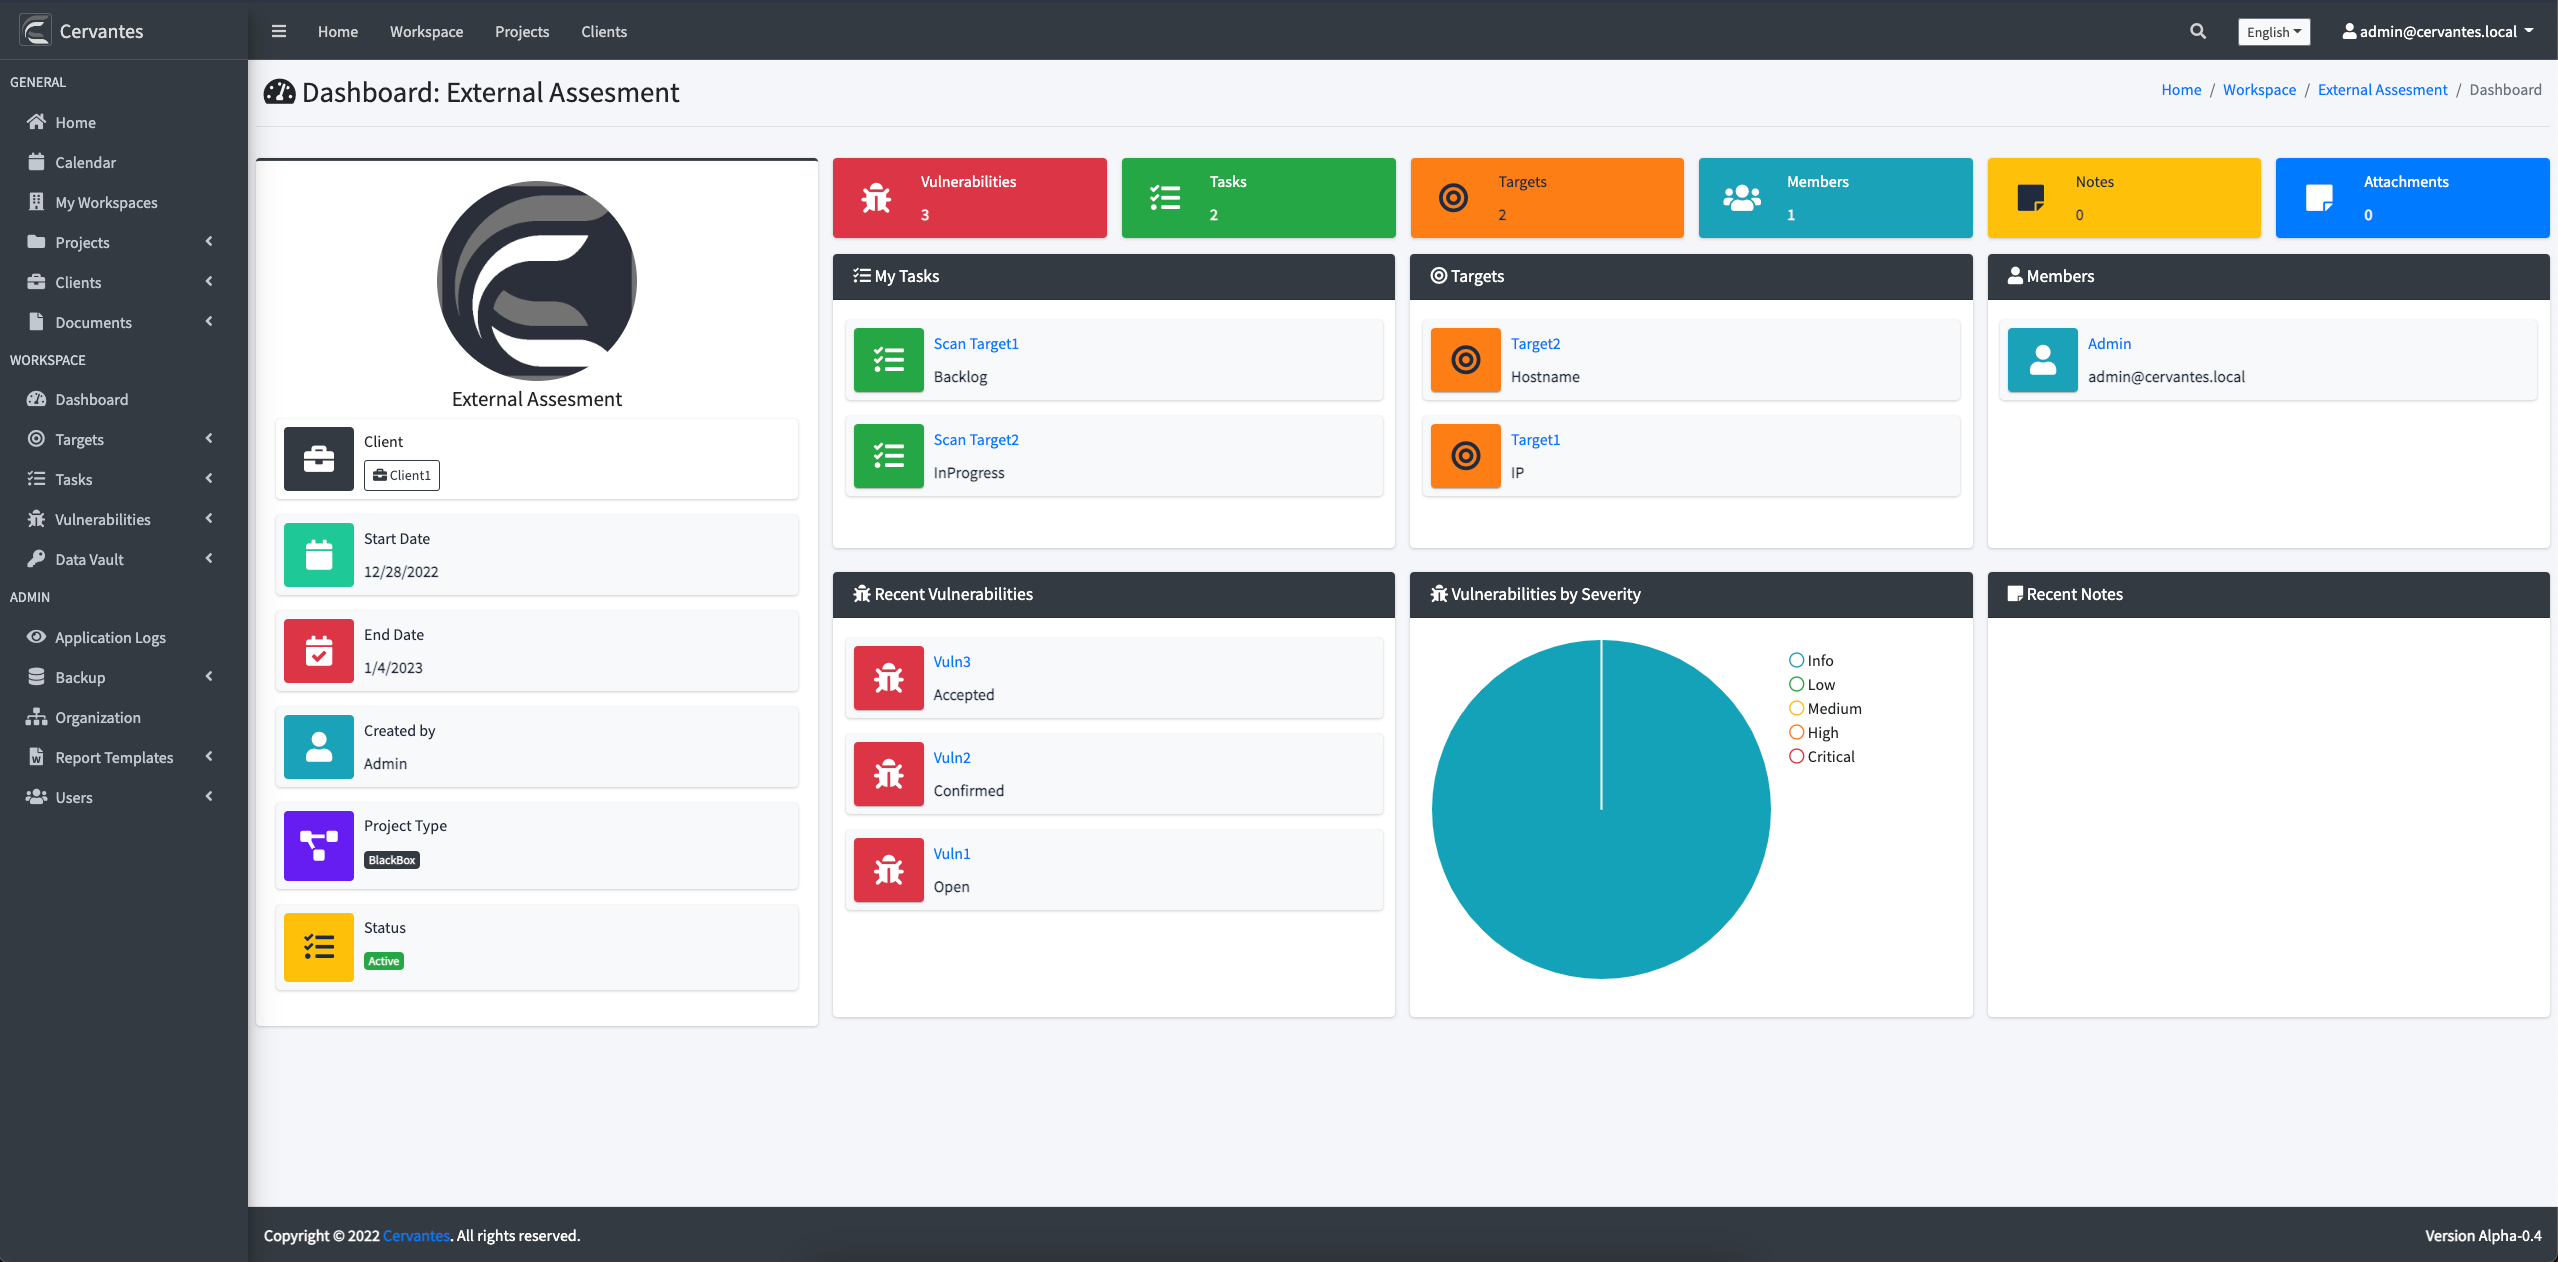 Cervantes
Home Workspace Projects Clients
English
admin@cervantes.local
GENERAL
Home
Calendar
My Workspaces
Projects
Clients
Documents
WORKSPACE
Dashboard
Targets
Tasks
Vulnerabilities
Data Vault
ADMIN
Application Logs
Backup
Organization
Report Templates
Users
Dashboard: External Assesment
Home / Workspace / External Assesment / Dashboard
External Assesment
Client
Client1
Start Date
12/28/2022
End Date
1/4/2023
Created by
Admin
Project Type
BlackBox
Status
Active
Vulnerabilities
3
Tasks
2
Targets
2
Members
1
Notes
0
Attachments
0
My Tasks
Scan Target1
Backlog
Scan Target2
InProgress
Targets
Target2
Hostname
Target1
IP
Members
Admin
admin@cervantes.local
Recent Vulnerabilities
Vuln3
Accepted
Vuln2
Confirmed
Vuln1
Open
Vulnerabilities by Severity
Info
Low
Medium
High
Critical
Recent Notes
Copyright © 2022 Cervantes. All rights reserved.
Version Alpha-0.4